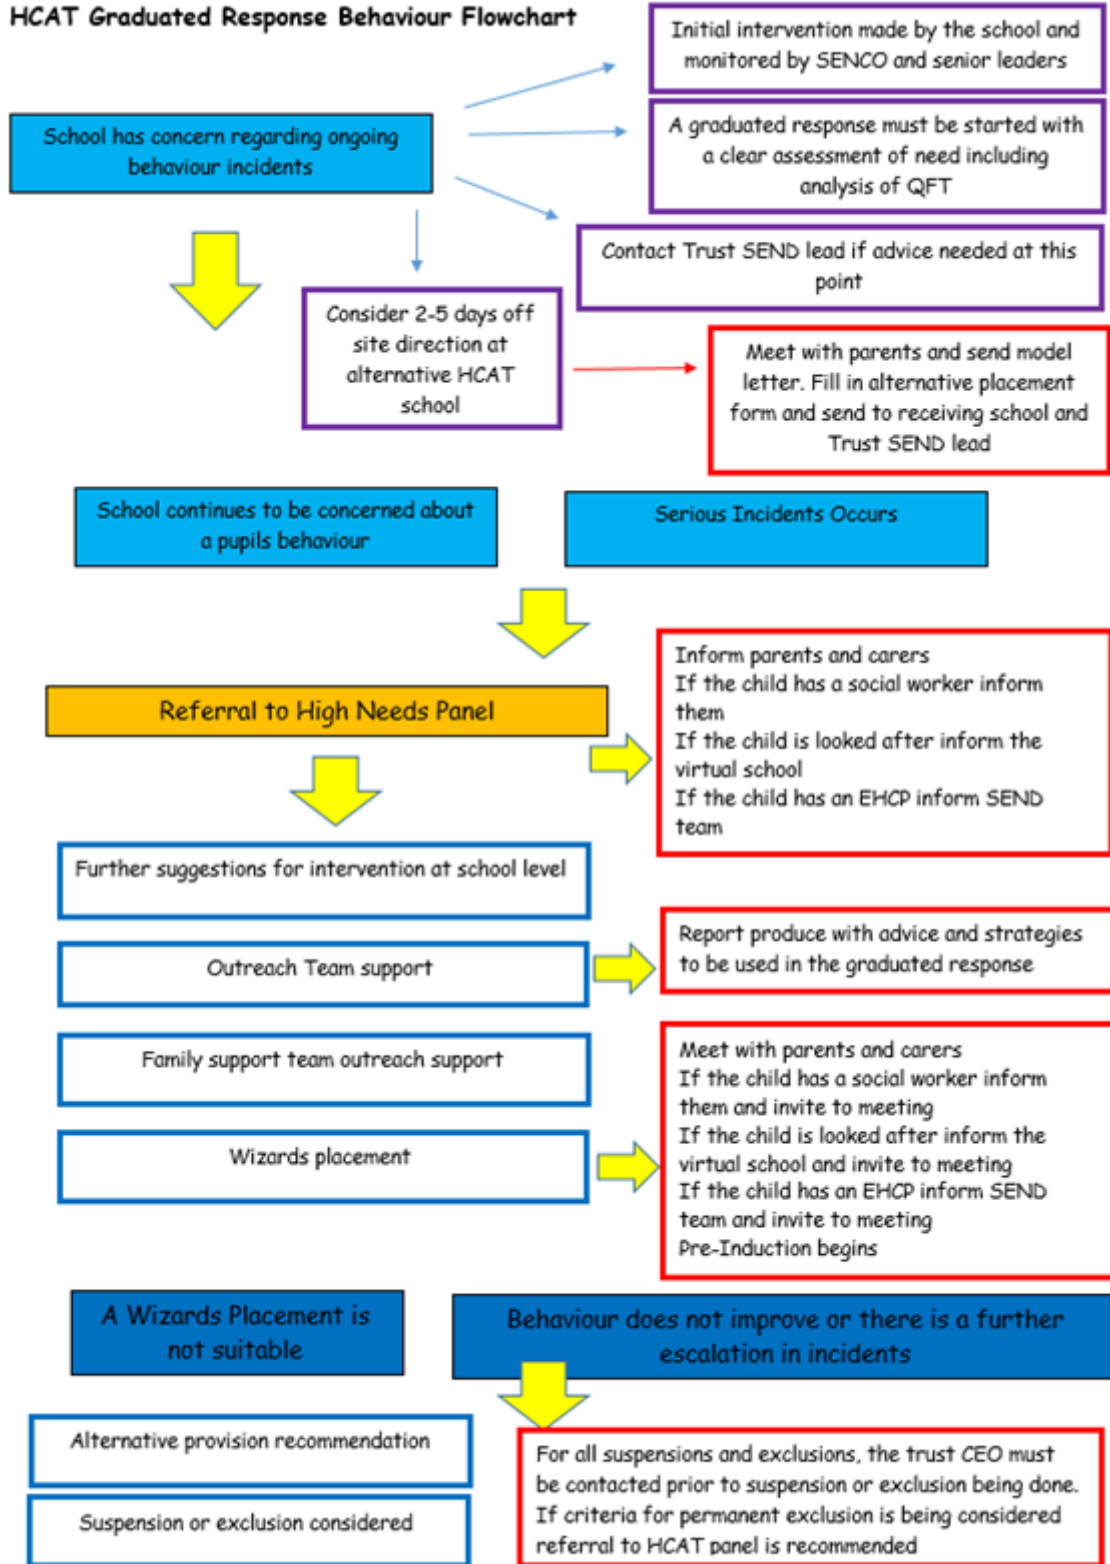 HCAT Graduated Response Behaviour Flowchart
Initial intervention made by the school and
monitored by SENCO and senior leaders
School has concern regarding ongoing
behaviour incidents
A graduated response must be started with
a clear assessment of need including
analysis of QFT
Contact Trust SEND lead if advice needed at this
point
Consider 2-5 days off
site direction at
alternative HCAT
school
Meet with parents and send model
letter. Fill in alternative placement
form and send to receiving school and
Trust SEND lead
School continues to be concerned about
a pupils behaviour
Serious Incidents Occurs
Referral to High Needs Panel
Inform parents and carers
If the child has a social worker inform
them
If the child is looked after inform the
virtual school
If the child has an EHCP inform SEND
team
Further suggestions for intervention at school level
Outreach Team support
Report produce with advice and strategies
to be used in the graduated response
Family support team outreach support
Wizards placement
Meet with parents and carers
If the child has a social worker inform
them and invite to meeting
If the child is looked after inform the
virtual school and invite to meeting
If the child has an EHCP inform SEND
team and invite to meeting
Pre-Induction begins
A Wizards Placement is
not suitable
Behaviour does not improve or there is a further
escalation in incidents
Alternative provision recommendation
Suspension or exclusion considered
For all suspensions and exclusions, the trust CEO must
be contacted prior to suspension or exclusion being done.
If criteria for permanent exclusion is being considered
referral to HCAT panel is recommended